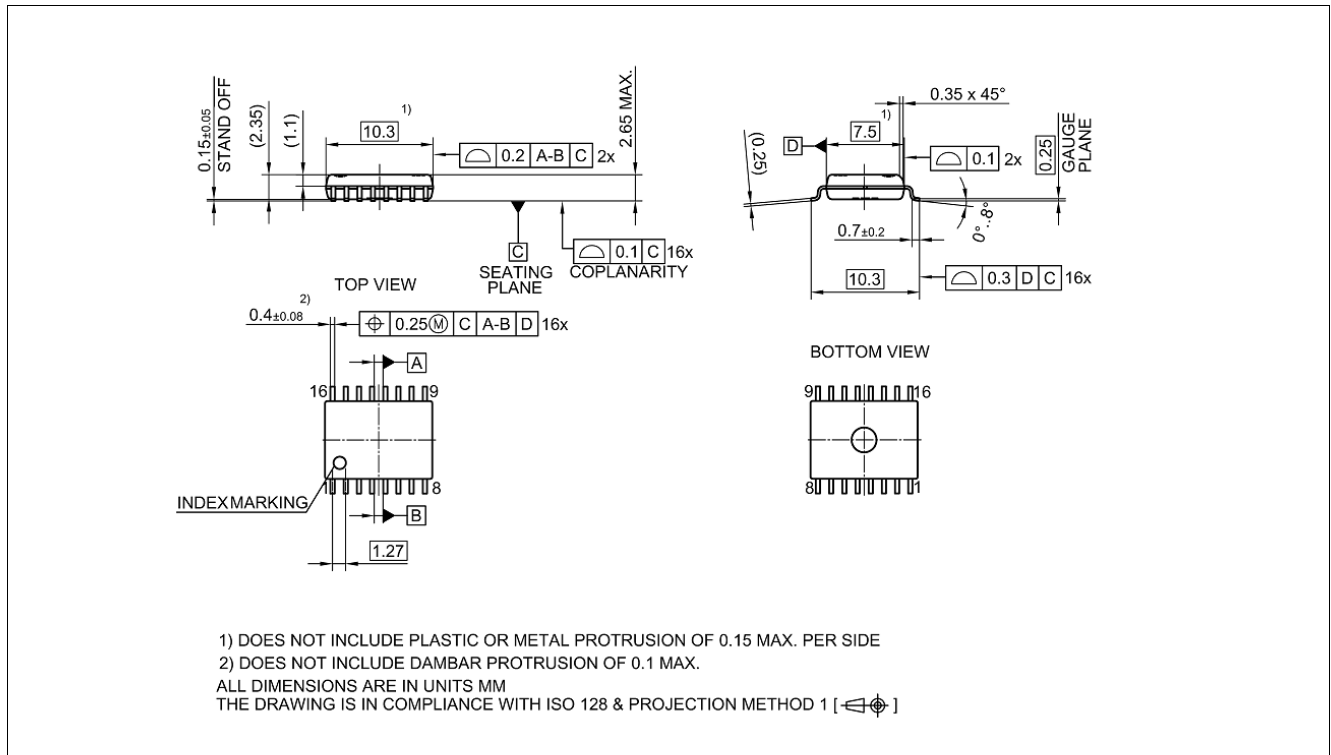 0.15±0.05
STAND OFF
(2.35)
(1.1)
10.3 1)
2.65 MAX.
0.2 A-B C 2x
C
SEATING
PLANE
0.1 C 16x
COPLANARITY
(0.25)
D
7.5 1)
0.35 x 45°
0.1 2x
0.25
GAUGE
PLANE
0°..8°
0.7±0.2
10.3
0.3 D C 16x
TOP VIEW
0.4±0.08 2)
⌖ 0.25Ⓜ C A-B D 16x
A
16 9
INDEX MARKING
1 8
B
1.27
BOTTOM VIEW
9 16
8 1
1) DOES NOT INCLUDE PLASTIC OR METAL PROTRUSION OF 0.15 MAX. PER SIDE
2) DOES NOT INCLUDE DAMBAR PROTRUSION OF 0.1 MAX.
ALL DIMENSIONS ARE IN UNITS MM
THE DRAWING IS IN COMPLIANCE WITH ISO 128 & PROJECTION METHOD 1 [ ]